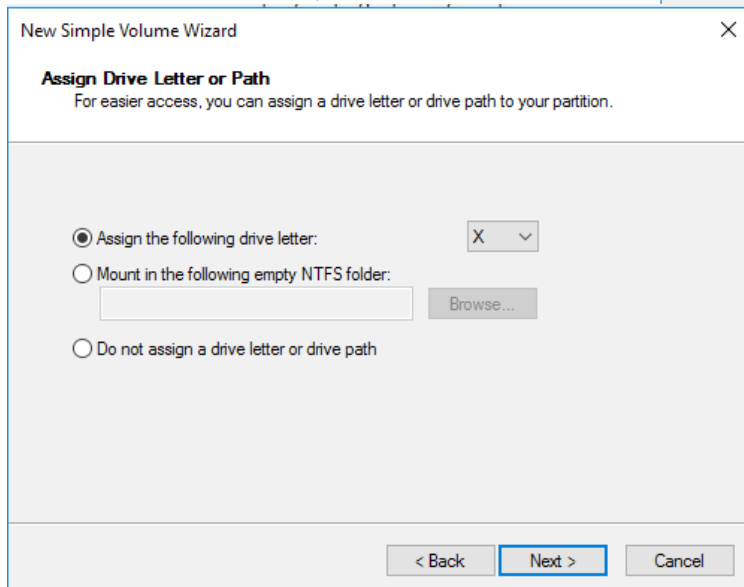 New Simple Volume Wizard
Assign Drive Letter or Path
For easier access, you can assign a drive letter or drive path to your partition.
Assign the following drive letter: X
Mount in the following empty NTFS folder:
Browse...
Do not assign a drive letter or drive path
< Back Next > Cancel